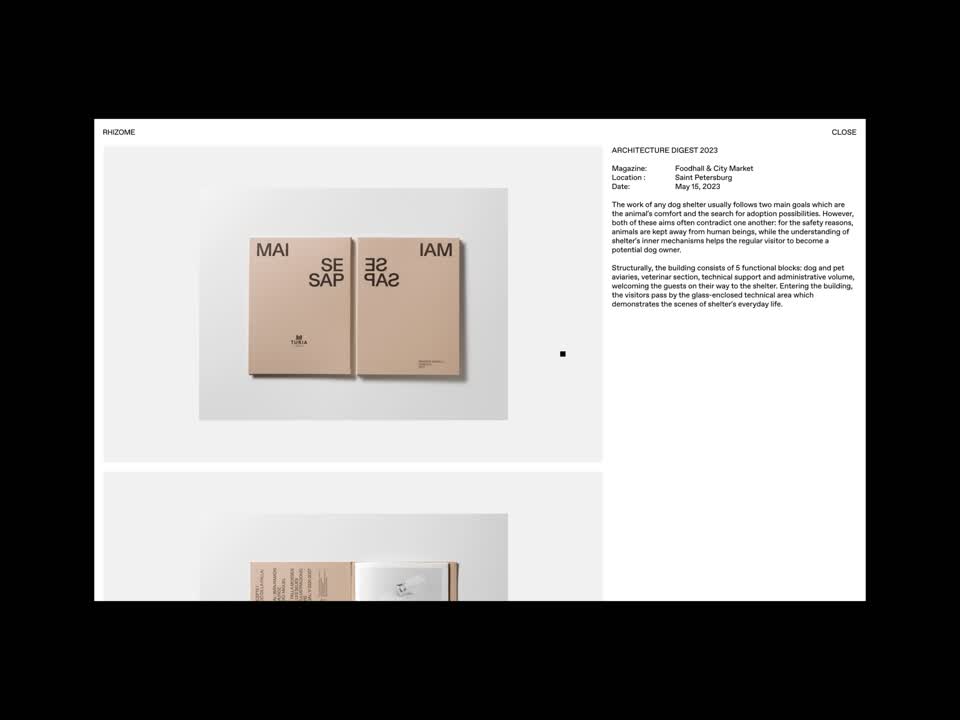 RHIZOME
CLOSE
ARCHITECTURE DIGEST 2023
Magazine: Foodhall & City Market
Location : Saint Petersburg
Date: May 15, 2023
The work of any dog shelter usually follows two main goals which are
the animal's comfort and the search for adoption possibilities. However,
both of these aims often contradict one another: for the safety reasons,
animals are kept away from human beings, while the understanding of
shelter's inner mechanisms helps the regular visitor to become a
potential dog owner.
Structurally, the building consists of 5 functional blocks: dog and pet
aviaries, veterinar section, technical support and administrative volume,
welcoming the guests on their way to the shelter. Entering the building,
the visitors pass by the glass-enclosed technical area which
demonstrates the scenes of shelter's everyday life.
MAI
SE
SAP
TURIA
IAM
SE
SAP